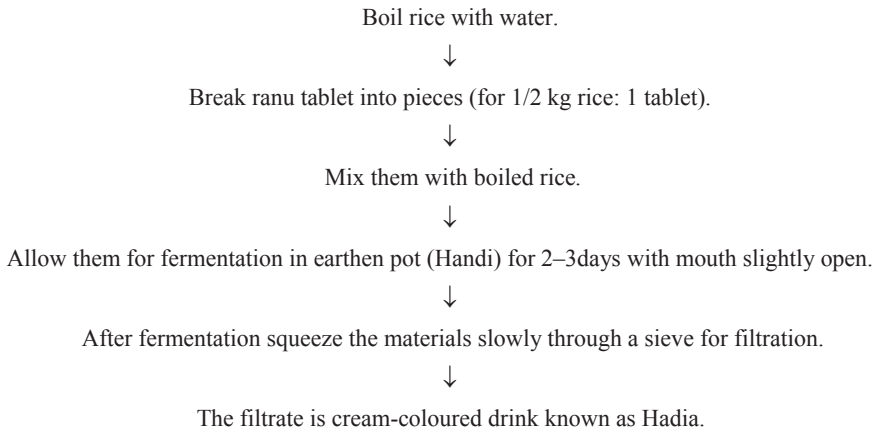 Boil rice with water.
↓
Break ranu tablet into pieces (for 1/2 kg rice: 1 tablet).
↓
Mix them with boiled rice.
↓
Allow them for fermentation in earthen pot (Handi) for 2–3days with mouth slightly open.
↓
After fermentation squeeze the materials slowly through a sieve for filtration.
↓
The filtrate is cream-coloured drink known as Hadia.